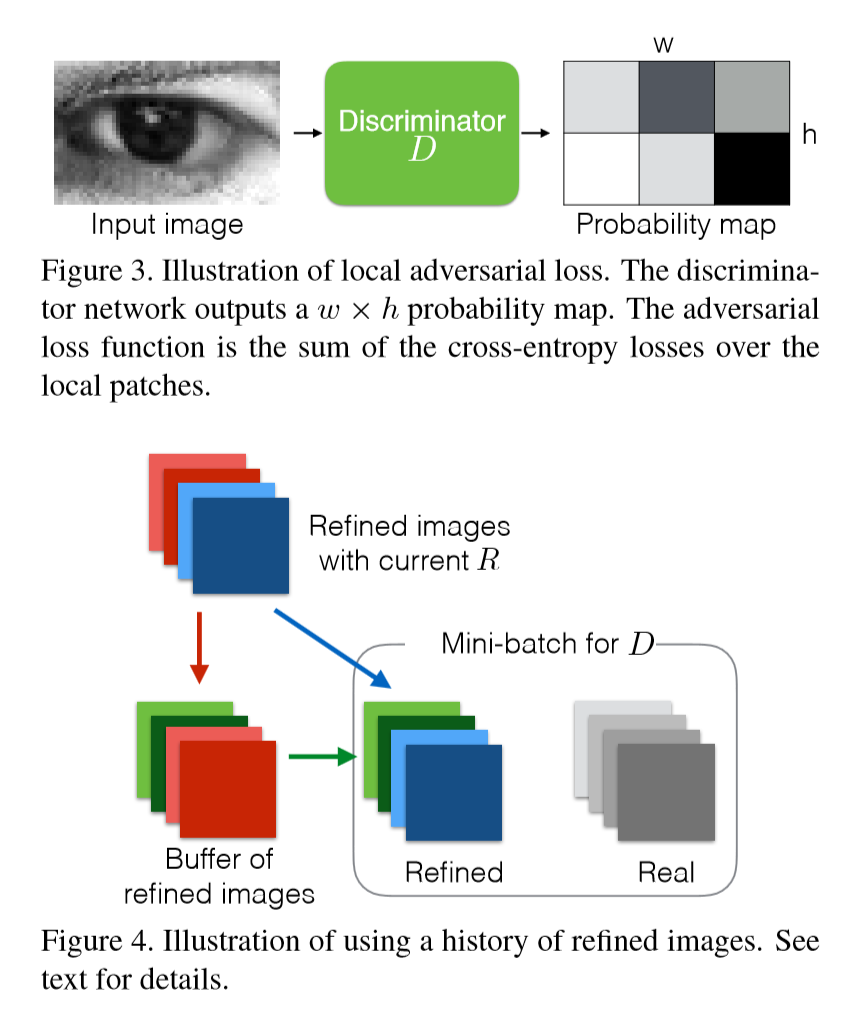 w
Discriminator
D
h
Input image
Probability map
Figure 3. Illustration of local adversarial loss. The discrimina-
tor network outputs a w × h probability map. The adversarial
loss function is the sum of the cross-entropy losses over the
local patches.
Refined images
with current R
Mini-batch for D
Buffer of
refined images
Refined
Real
Figure 4. Illustration of using a history of refined images. See
text for details.